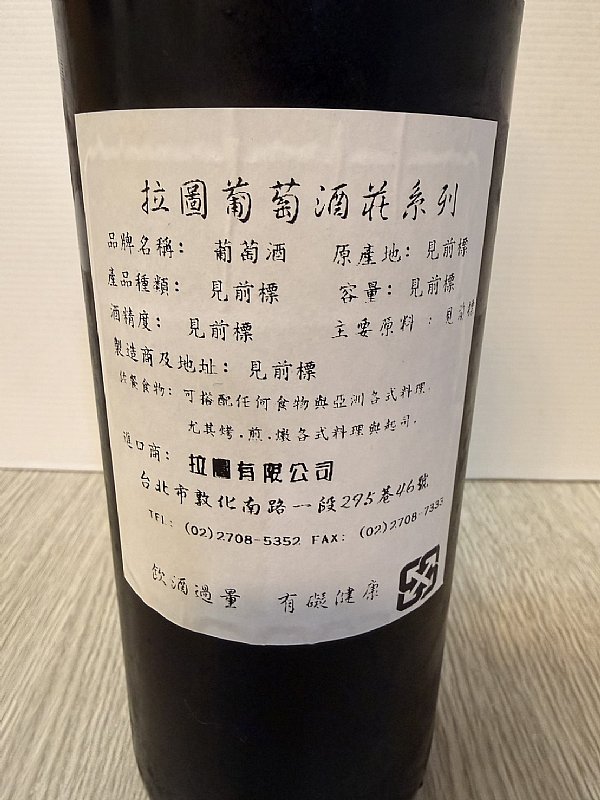 拉圖葡萄酒莊系列
品牌名稱: 葡萄酒 原產地: 見前標
產品種類: 見前標 容量: 見前標
酒精度: 見前標 主要原料: 見前標
製造商及地址: 見前標
佐餐食物: 可搭配任何食物與亞洲各式料理.
尤其烤.煎.燉各式料理與起司.
進口商: 拉圖有限公司
台北市敦化南路一段295巷46號
TEL: (02)2708-5352 FAX: (02)2708-7333
飲酒過量 有礙健康